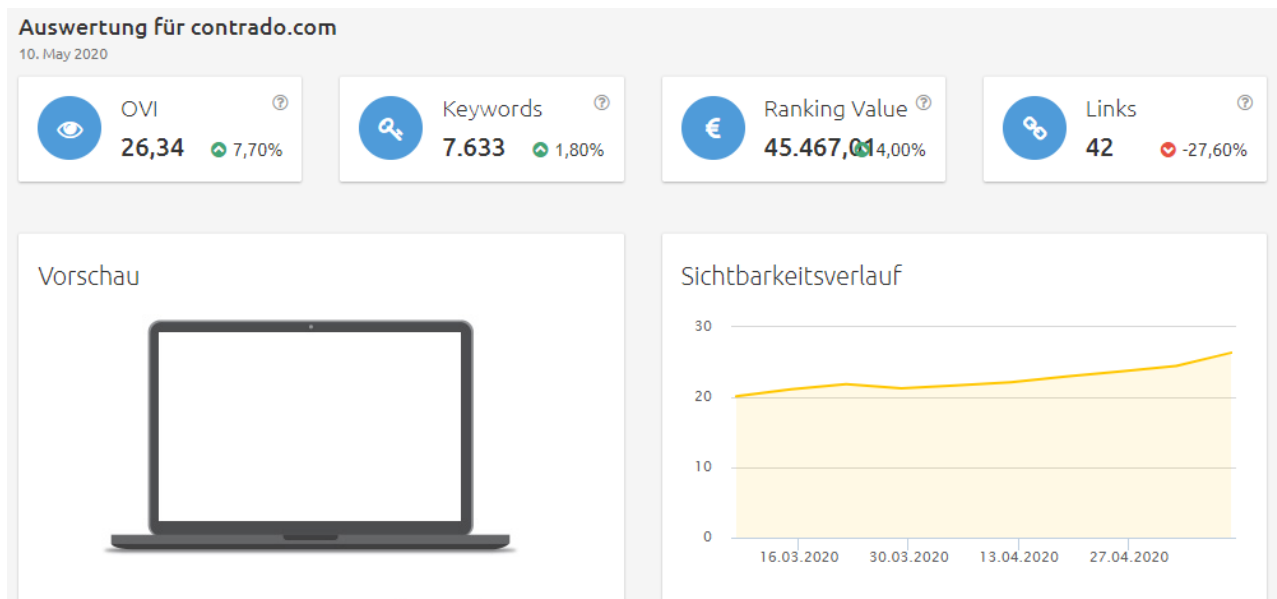 Auswertung für contrado.com
10. May 2020
OVI
26,34 7,70%
Keywords
7.633 1,80%
Ranking Value
45.467,01 4,00%
Links
42 -27,60%
Vorschau
Sichtbarkeitsverlauf
30
20
10
0
16.03.2020 30.03.2020 13.04.2020 27.04.2020